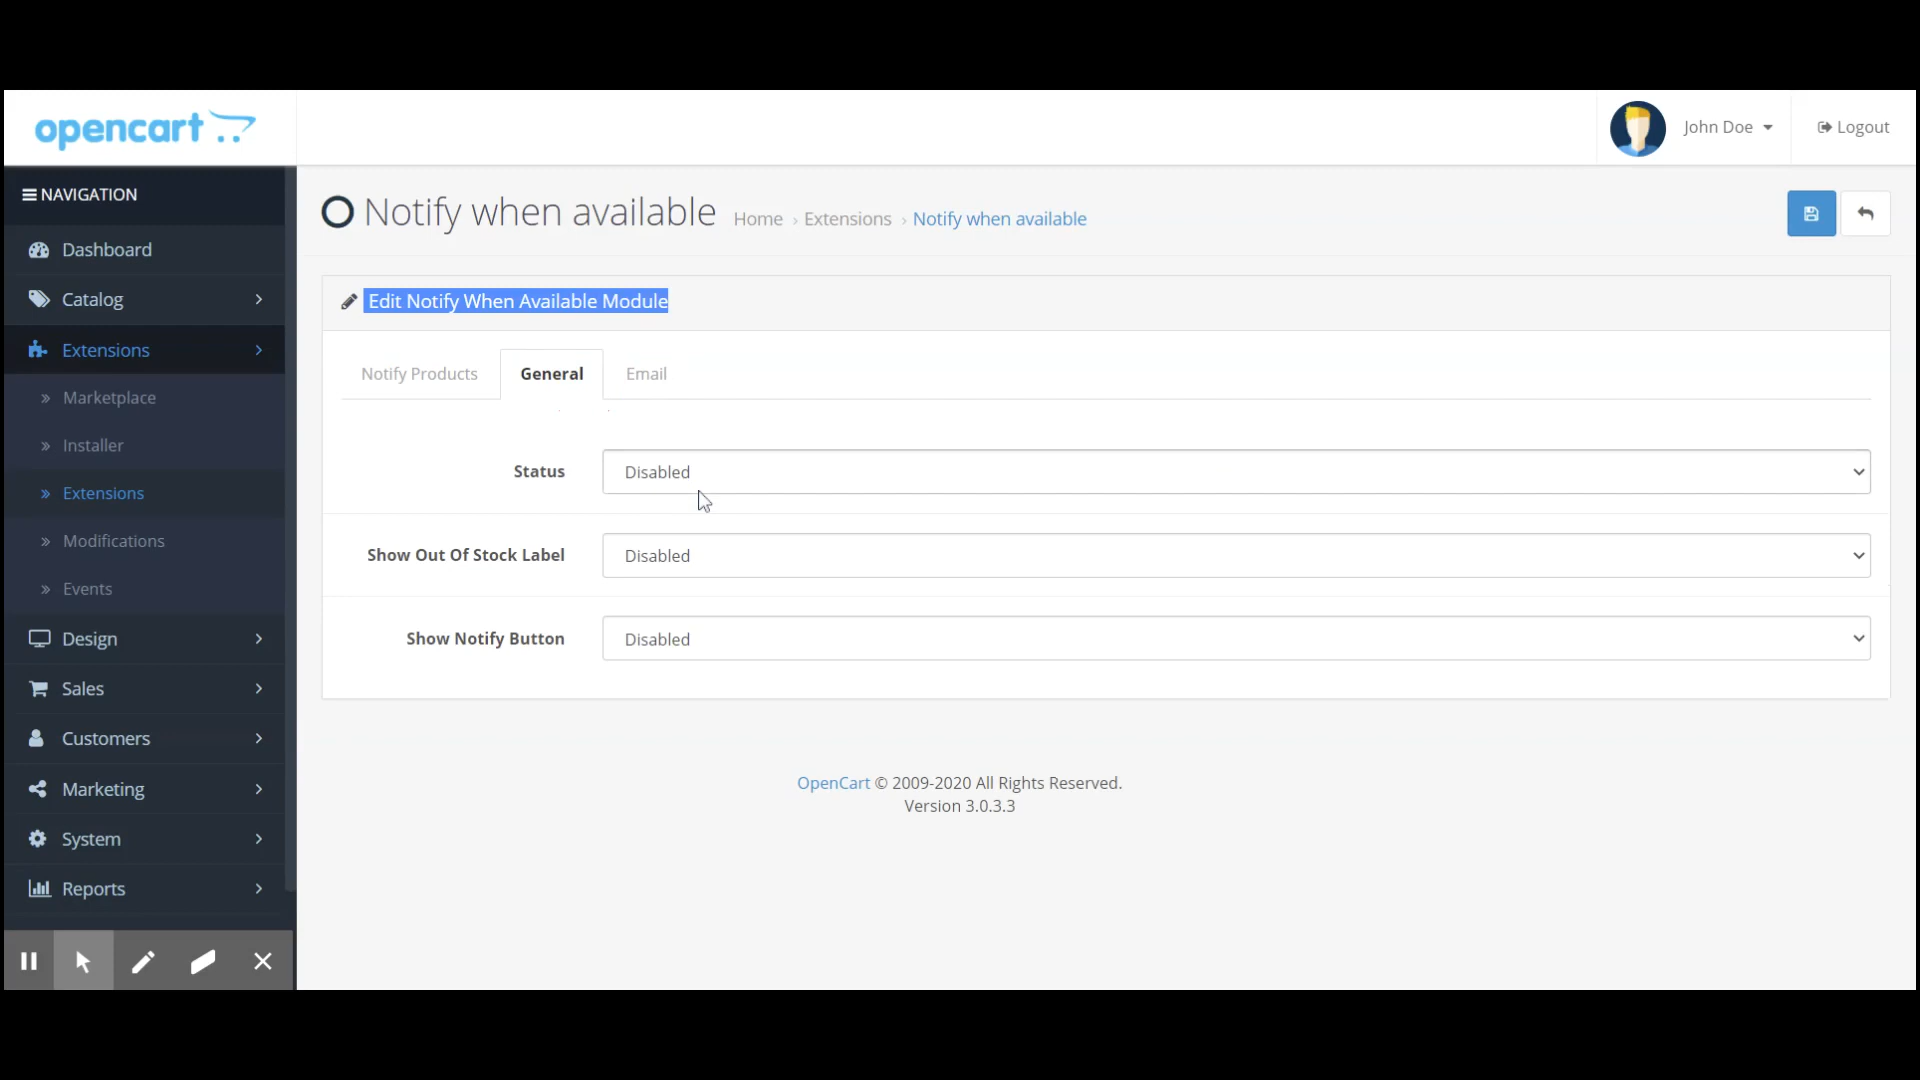 opencart
John Doe
Logout
NAVIGATION
Notify when available
Home › Extensions › Notify when available
Dashboard
Catalog
Extensions
Marketplace
Installer
Extensions
Modifications
Events
Design
Sales
Customers
Marketing
System
Reports
Edit Notify When Available Module
Notify Products
General
Email
Status
Disabled
Show Out Of Stock Label
Disabled
Show Notify Button
Disabled
OpenCart © 2009-2020 All Rights Reserved.
Version 3.0.3.3